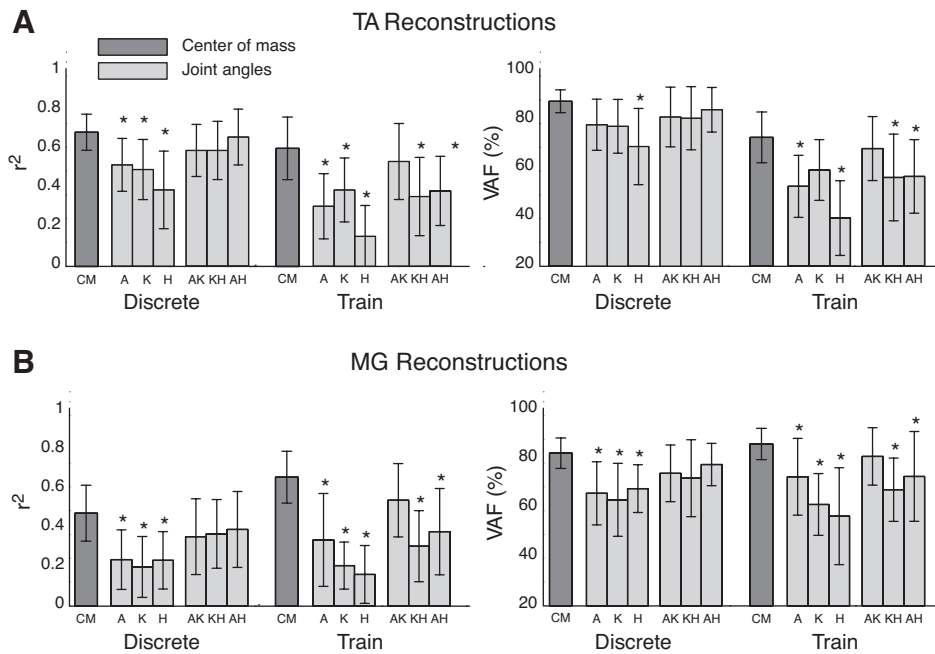 A
TA Reconstructions
Center of mass
Joint angles
1
0.8
0.6
0.4
0.2
0
r2
* * *
* * * * *
CM A K H AK KH AH CM A K H AK KH AH
Discrete Train
100
80
60
40
20
VAF (%)
*
* * * *
CM A K H AK KH AH CM A K H AK KH AH
Discrete Train
B
MG Reconstructions
1
0.8
0.6
0.4
0.2
0
r2
* * *
* * * * *
CM A K H AK KH AH CM A K H AK KH AH
Discrete Train
100
80
60
40
20
VAF (%)
* * *
* * * * *
CM A K H AK KH AH CM A K H AK KH AH
Discrete Train